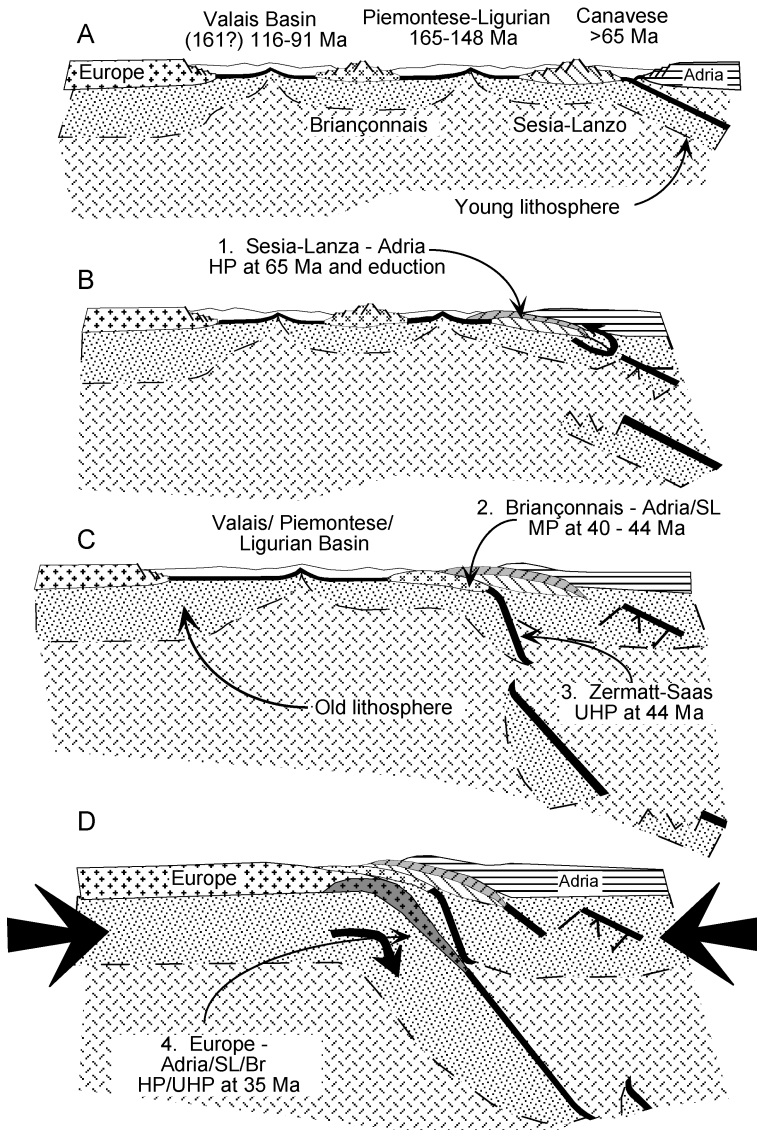 A
Valais Basin
(161?) 116-91 Ma
Piemontese-Ligurian
165-148 Ma
Canavese
>65 Ma
Europe
Adria
Briançonnais
Sesia-Lanzo
Young lithosphere
B
1. Sesia-Lanza - Adria
HP at 65 Ma and eduction
C
Valais/ Piemontese/
Ligurian Basin
2. Briançonnais - Adria/SL
MP at 40 - 44 Ma
Old lithosphere
3. Zermatt-Saas
UHP at 44 Ma
D
Europe
Adria
4. Europe -
Adria/SL/Br
HP/UHP at 35 Ma